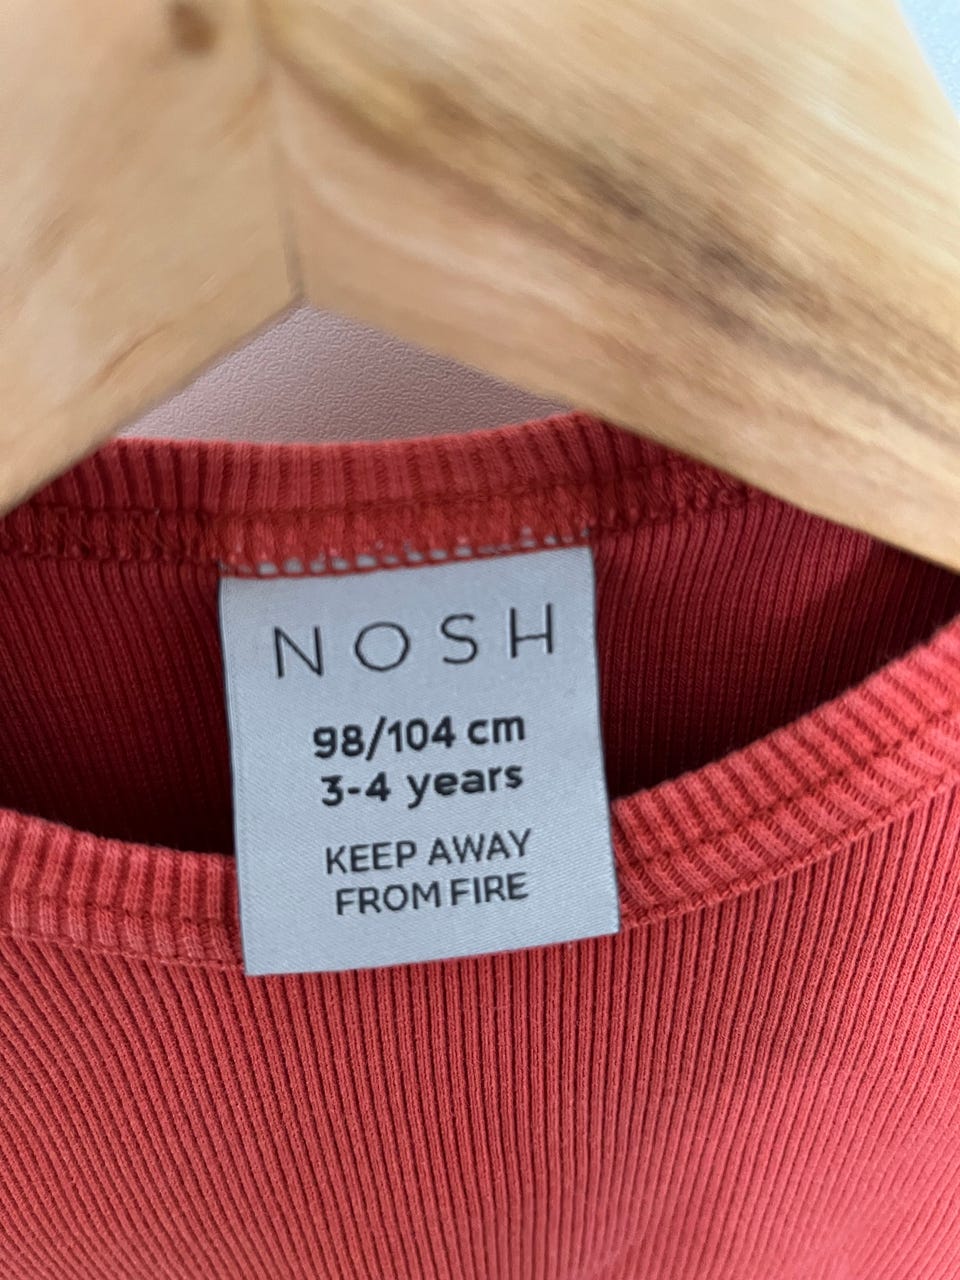 NOSH
98/104 cm
3-4 years
KEEP AWAY
FROM FIRE